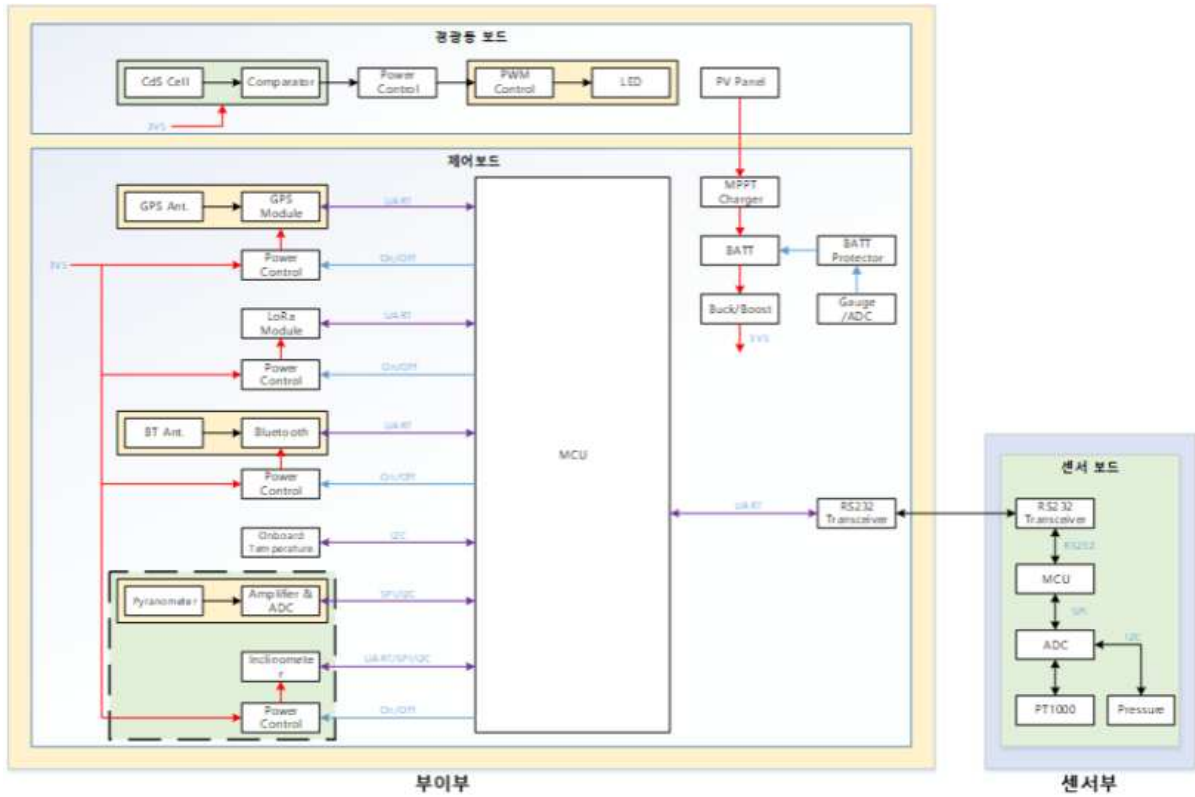 경광등 보드
CdS Cell
Comparator
Power
Control
PWM
Control
LED
PV Panel
3V3
제어보드
GPS Ant.
GPS
Module
UART
MPPT
Charger
3V3
Power
Control
On/Off
BATT
BATT
Protector
LoRa
Module
UART
Buck/Boost
Gauge
/ADC
3V3
Power
Control
On/Off
BT Ant.
Bluetooth
UART
MCU
Power
Control
On/Off
UART
RS232
Transceiver
Onboard
Temperature
I2C
Pyranometer
Amplifier &
ADC
SPI/I2C
Inclinomete
r
UART/SPI/I2C
Power
Control
On/Off
부이부
센서 보드
RS232
Transceiver
RS232
MCU
SPI
ADC
I2C
PT1000
Pressure
센서부